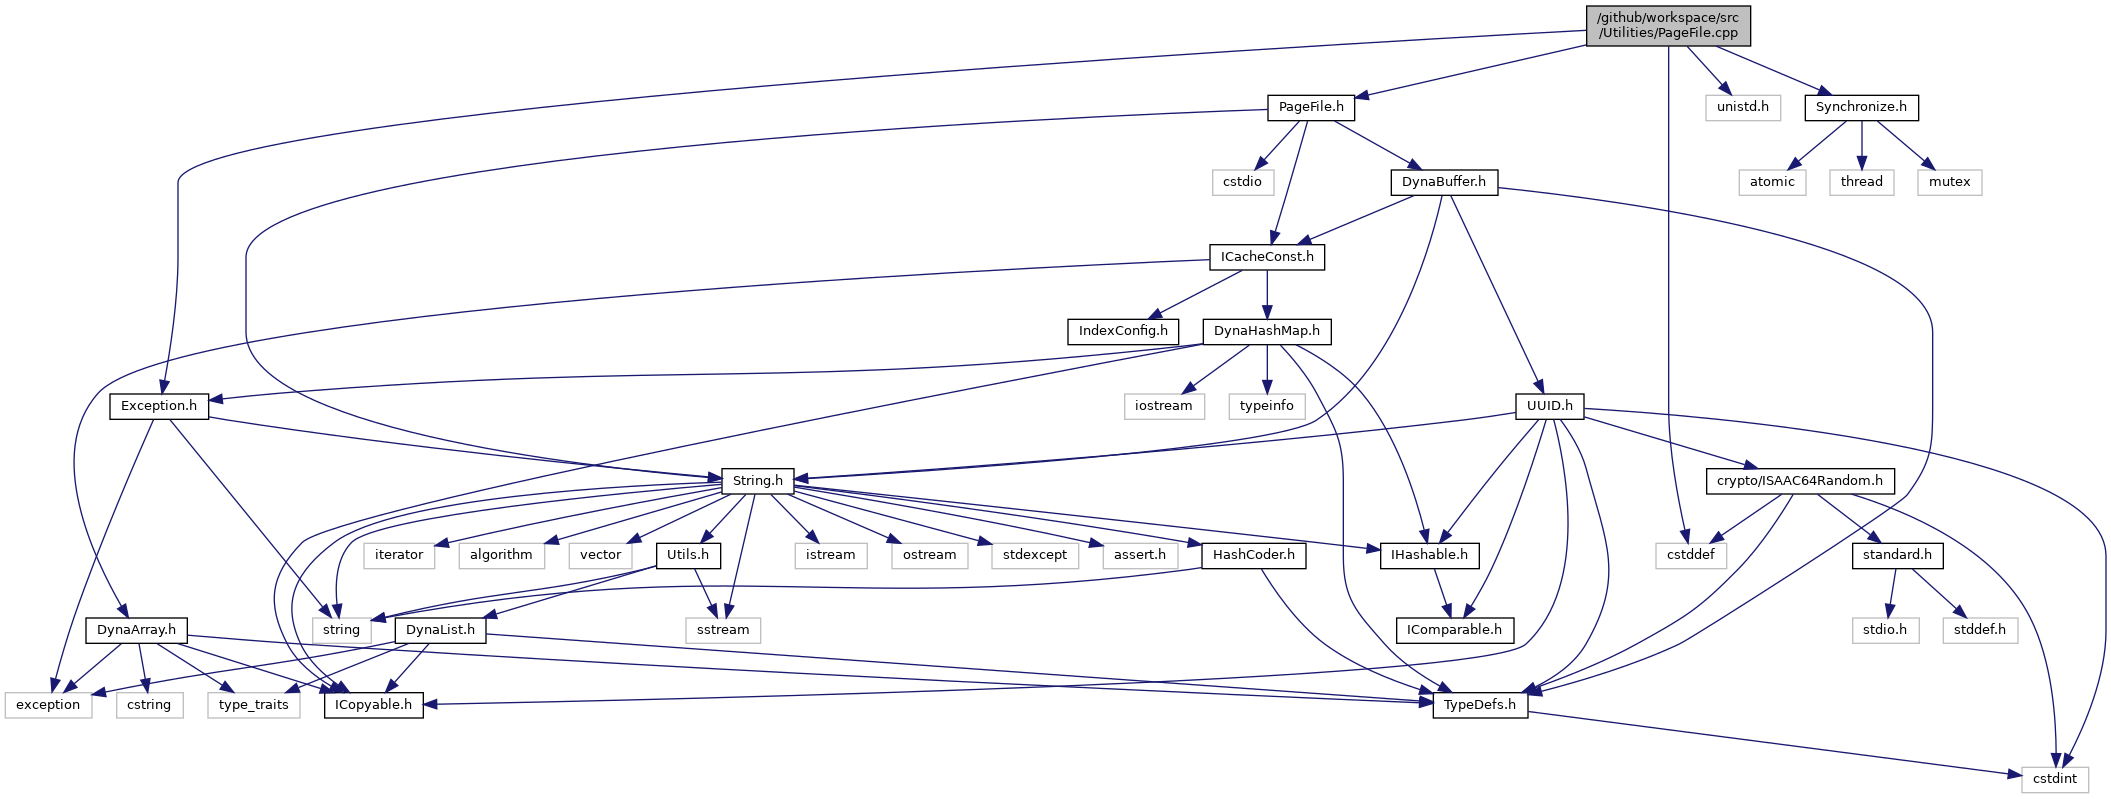 /github/workspace/src
/Utilities/PageFile.cpp
PageFile.h
unistd.h
Synchronize.h
cstdio
DynaBuffer.h
atomic
thread
mutex
ICacheConst.h
IndexConfig.h
DynaHashMap.h
Exception.h
iostream
typeinfo
UUID.h
String.h
crypto/ISAAC64Random.h
iterator
algorithm
vector
Utils.h
istream
ostream
stdexcept
assert.h
HashCoder.h
IHashable.h
cstddef
standard.h
DynaArray.h
string
DynaList.h
sstream
IComparable.h
stdio.h
stddef.h
exception
cstring
type_traits
ICopyable.h
TypeDefs.h
cstdint